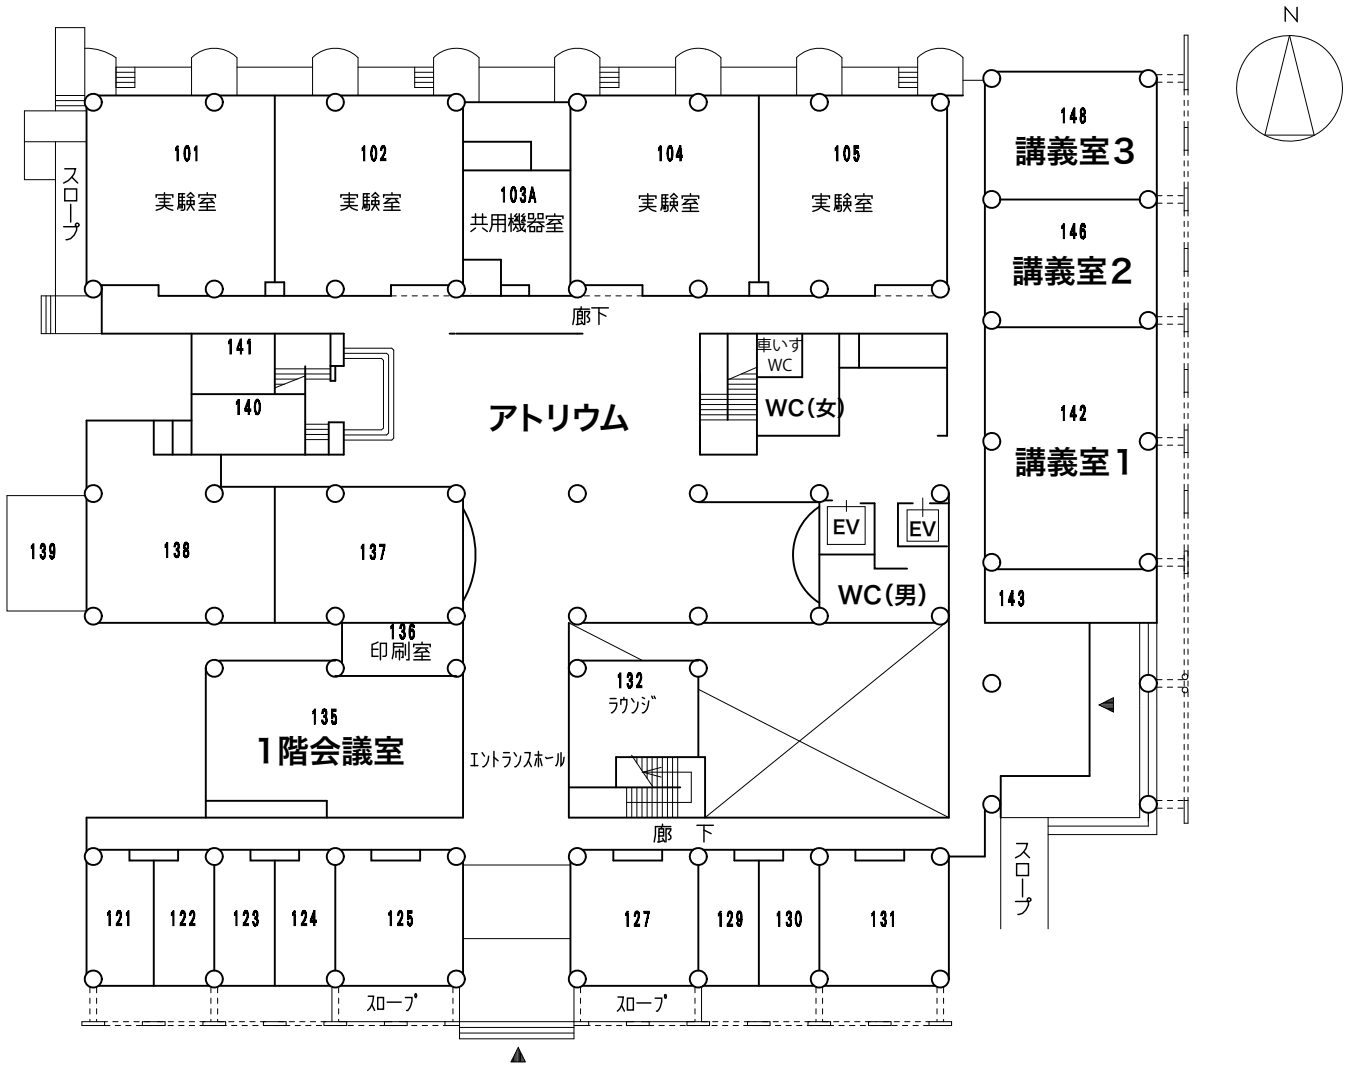 N
148
講義室3
101
102
104
105
実験室
実験室
103A
共用機器室
実験室
実験室
スロープ
146
講義室2
廊下
141
140
車いす
WC
WC(女)
アトリウム
142
講義室1
139
138
137
EV
EV
WC(男)
143
136
印刷室
132
ラウンジ
135
1階会議室
エントランスホール
廊下
スロープ
121
122
123
124
125
127
129
130
131
スロープ
スロープ